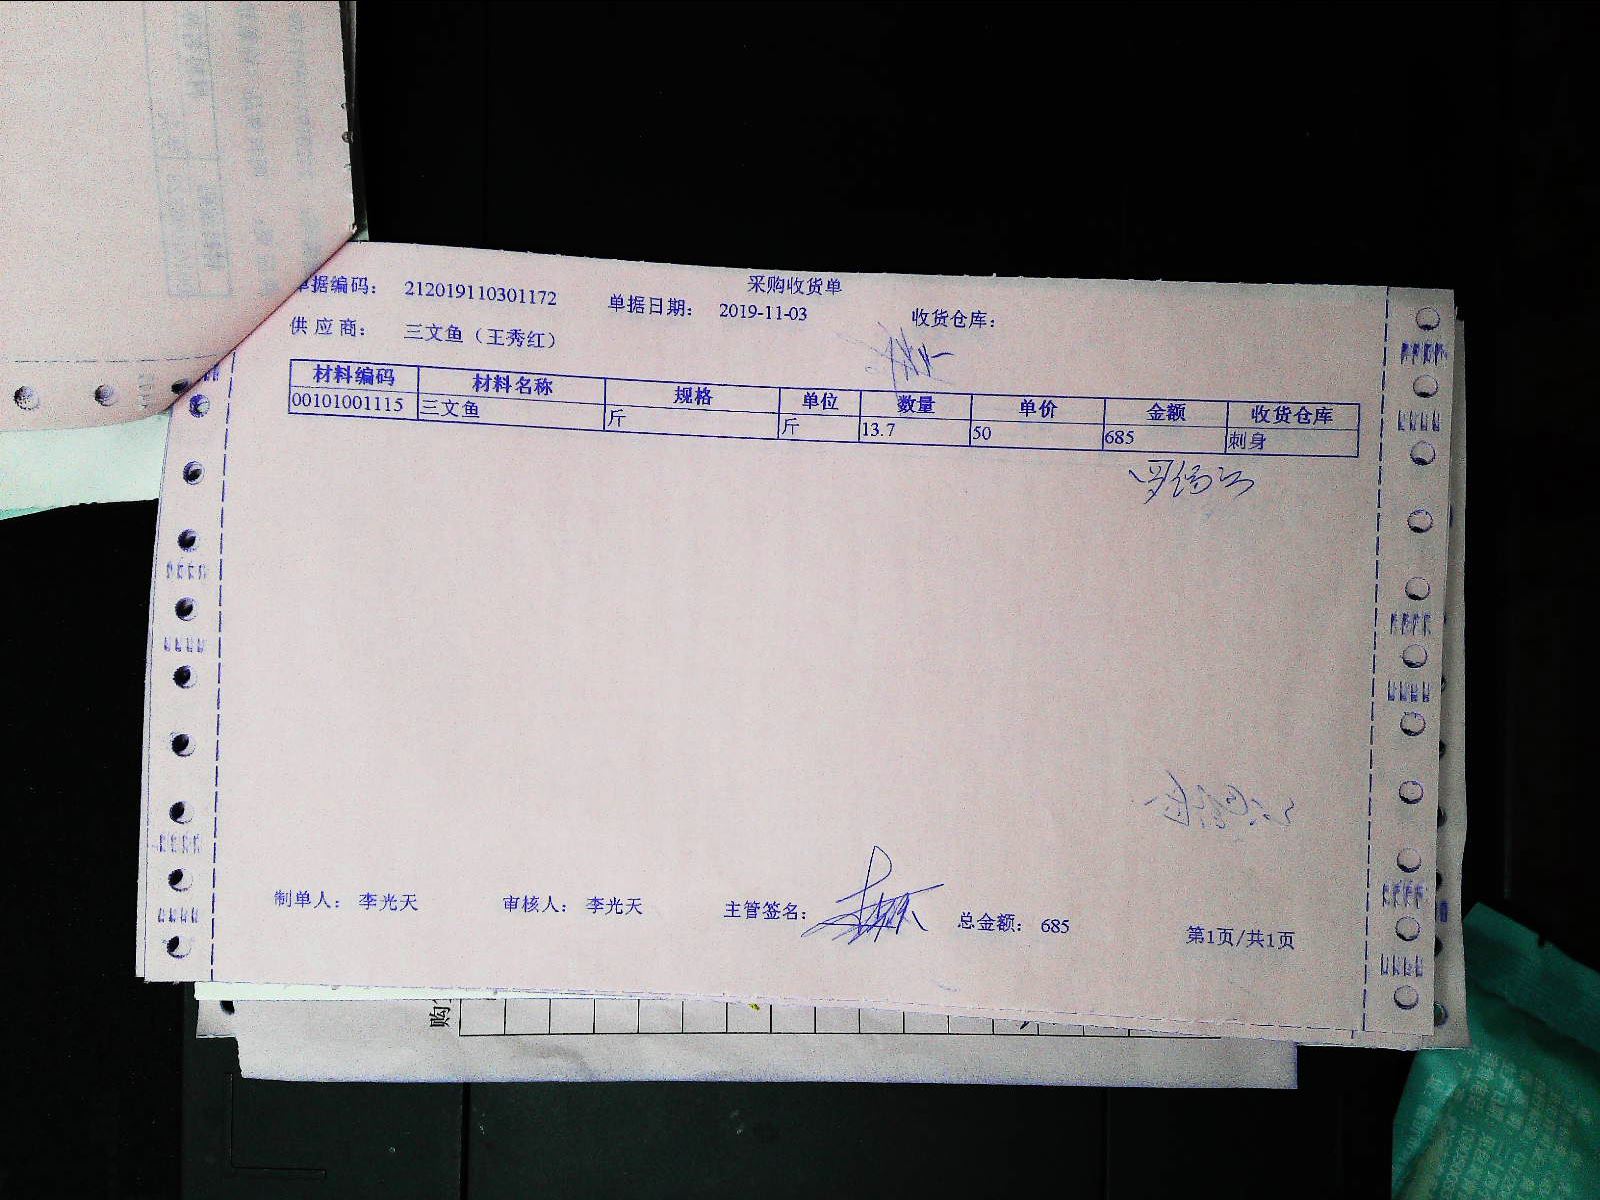 采购收货单
单据编码： 212019110301172 单据日期： 2019-11-03 收货仓库：
供应商： 三文鱼（王秀红）
材料编码 材料名称 规格 单位 数量 单价 金额 收货仓库
00101001115 三文鱼 斤 斤 13.7 50 685 刺身
制单人： 李光天 审核人： 李光天 主管签名： 总金额： 685 第1页/共1页
购